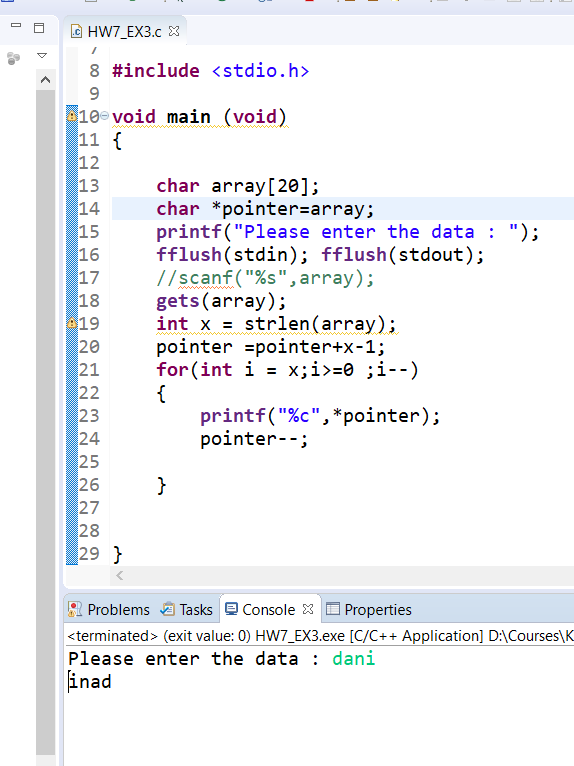 HW7_EX3.c
7
8 #include <stdio.h>
9
10 void main (void)
11 {
12
13 char array[20];
14 char *pointer=array;
15 printf("Please enter the data : ");
16 fflush(stdin); fflush(stdout);
17 //scanf("%s",array);
18 gets(array);
19 int x = strlen(array);
20 pointer =pointer+x-1;
21 for(int i = x;i>=0 ;i--)
22 {
23 printf("%c",*pointer);
24 pointer--;
25
26 }
27
28
29 }
Problems Tasks Console Properties
<terminated> (exit value: 0) HW7_EX3.exe [C/C++ Application] D:\Courses\K
Please enter the data : dani
inad